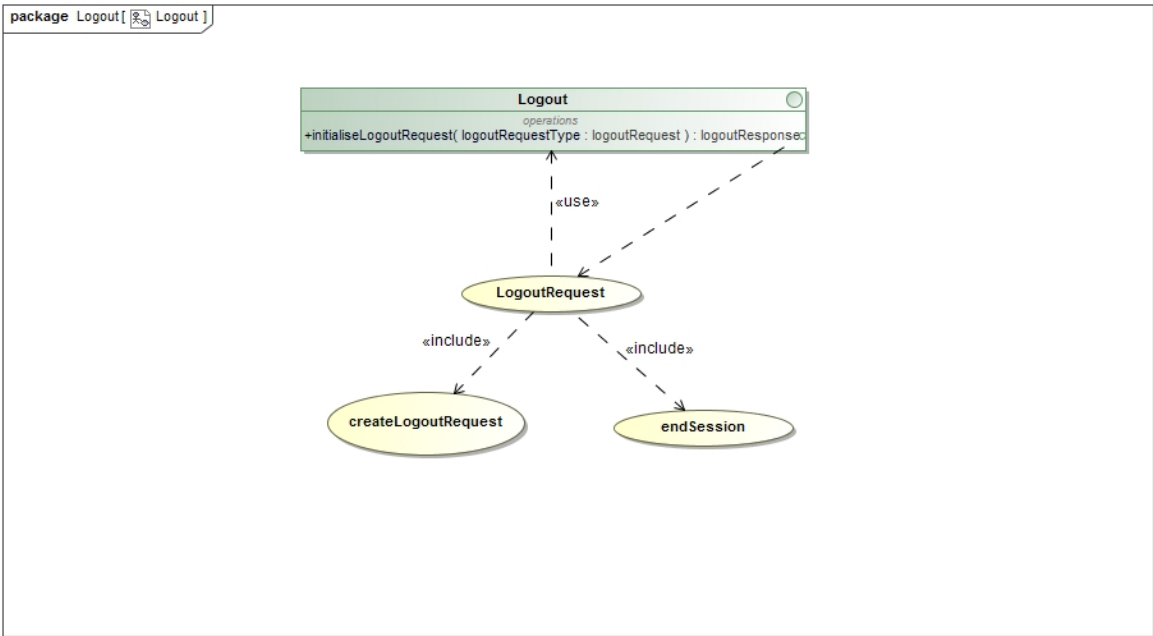 package Logout [ Logout ]
Logout
operations
+initialiseLogoutRequest( logoutRequestType : logoutRequest ) : logoutResponse
«use»
LogoutRequest
«include»
«include»
createLogoutRequest
endSession